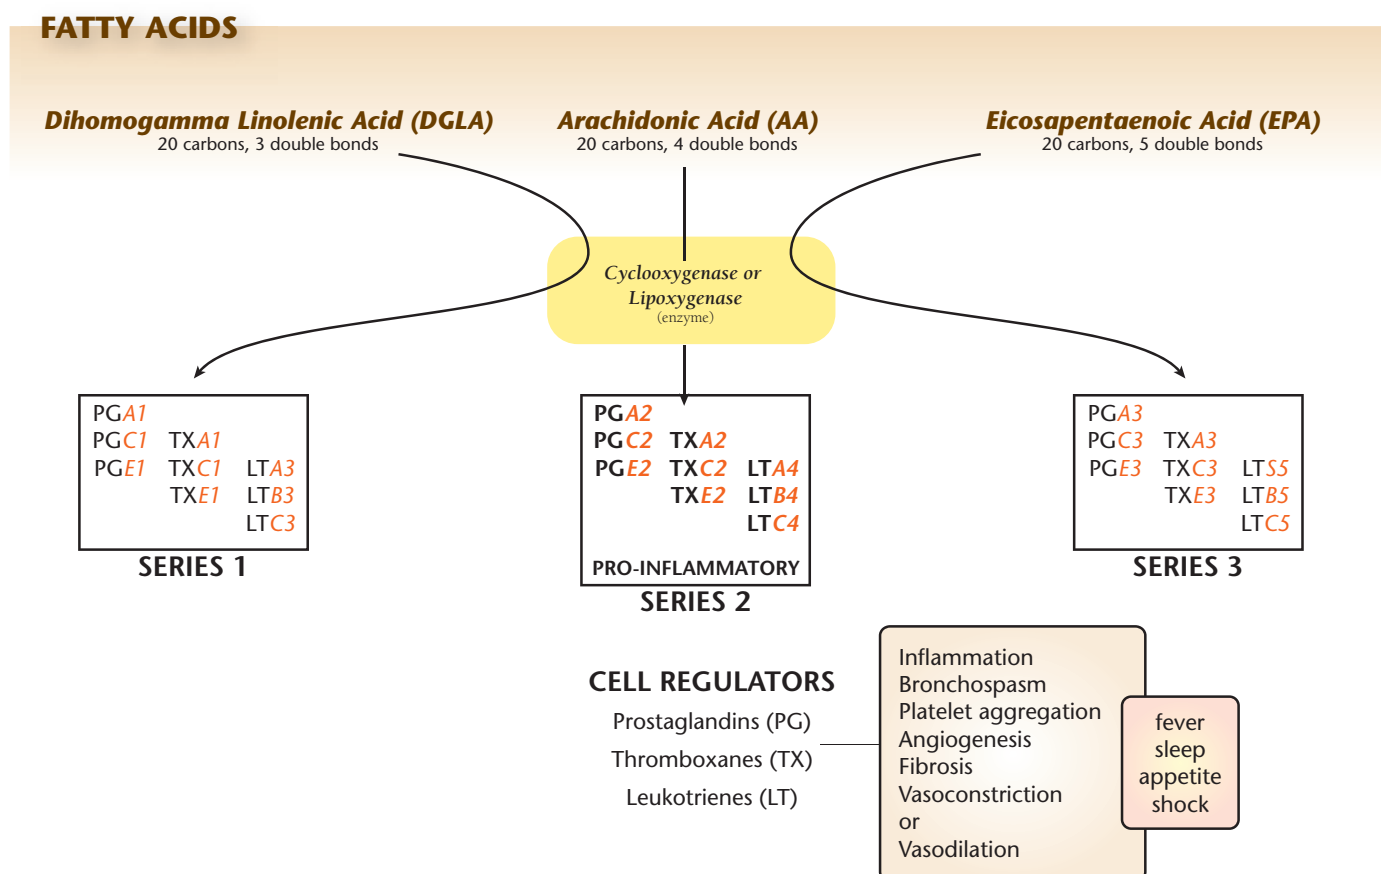 FATTY ACIDS
Dihomogamma Linolenic Acid (DGLA)
20 carbons, 3 double bonds
Arachidonic Acid (AA)
20 carbons, 4 double bonds
Eicosapentaenoic Acid (EPA)
20 carbons, 5 double bonds
Cyclooxygenase or
Lipoxygenase
(enzyme)
PGA1
PGC1 TXA1
PGE1 TXC1 LTA3
TXE1 LTB3
LTC3
SERIES 1
PGA2
PGC2 TXA2
PGE2 TXC2 LTA4
TXE2 LTB4
LTC4
PRO-INFLAMMATORY
SERIES 2
PGA3
PGC3 TXA3
PGE3 TXC3 LTS5
TXE3 LTB5
LTC5
SERIES 3
CELL REGULATORS
Prostaglandins (PG)
Thromboxanes (TX)
Leukotrienes (LT)
Inflammation
Bronchospasm
Platelet aggregation
Angiogenesis
Fibrosis
Vasoconstriction
or
Vasodilation
fever
sleep
appetite
shock